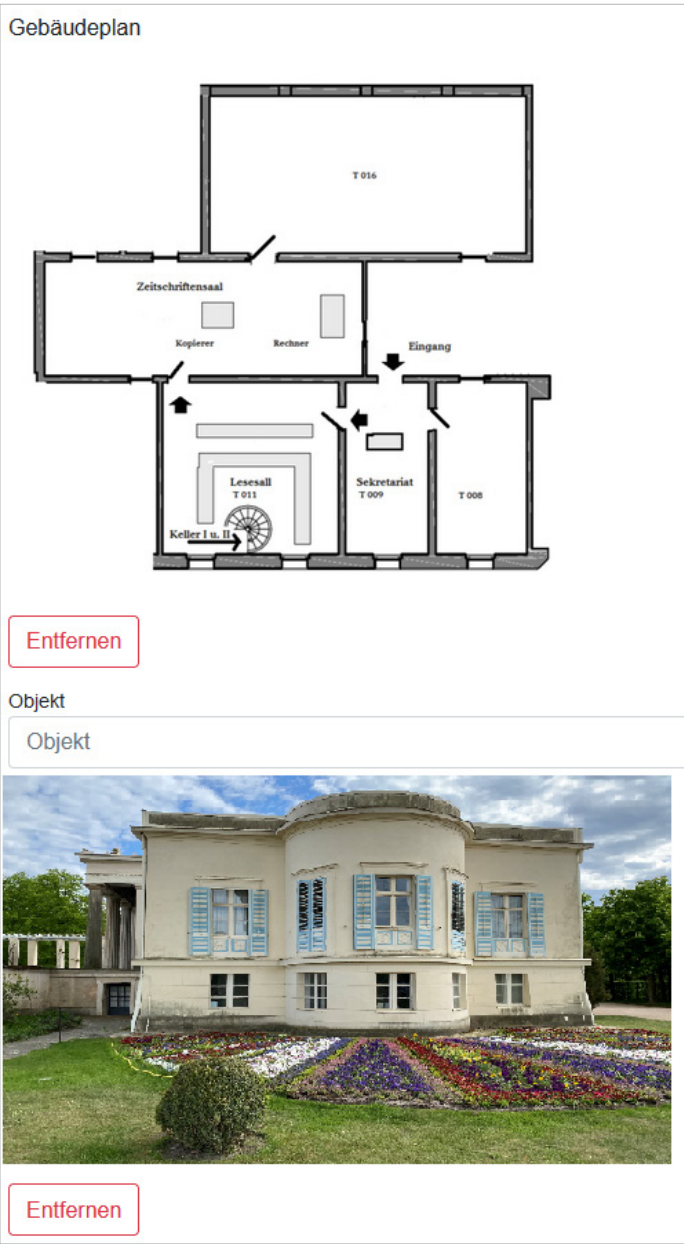 Gebäudeplan
T 016
Zeitschriftensaal
Kopierer
Rechner
Eingang
Lesesall
T 011
Sekretariat
T 009
T 008
Keller I u. II
Entfernen
Objekt
Objekt
Entfernen